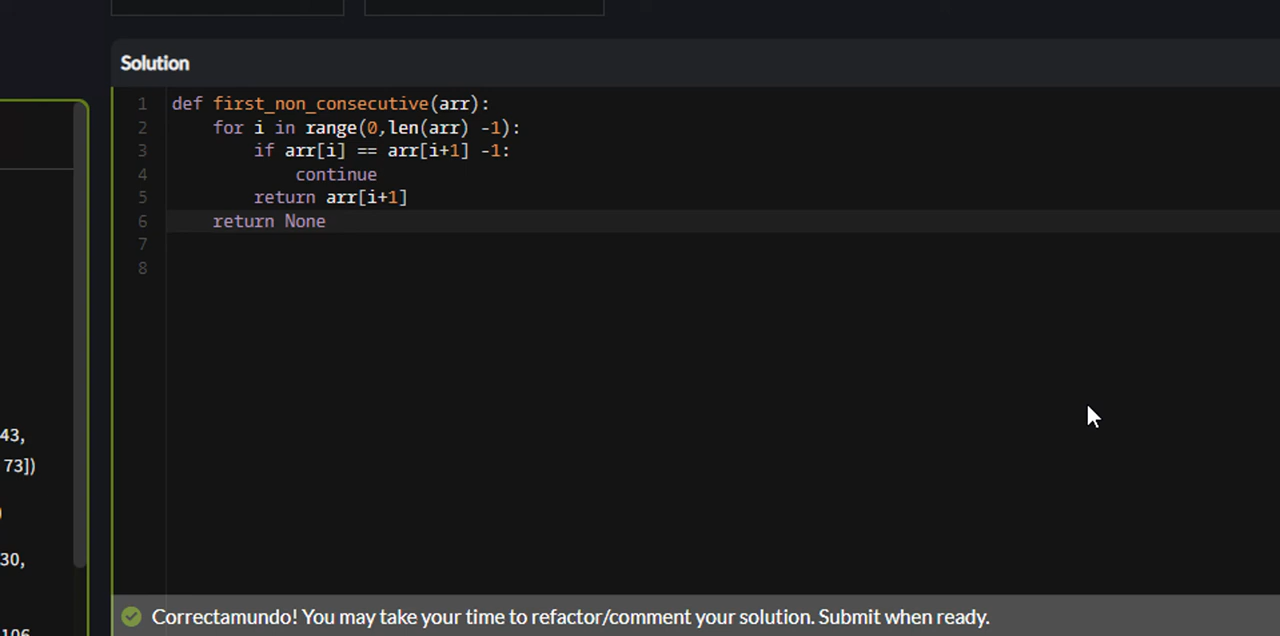 Solution
1 def first_non_consecutive(arr):
2     for i in range(0,len(arr) -1):
3         if arr[i] == arr[i+1] -1:
4             continue
5         return arr[i+1]
6     return None
7
8
43,
73])
30,
106
Correctamundo! You may take your time to refactor/comment your solution. Submit when ready.